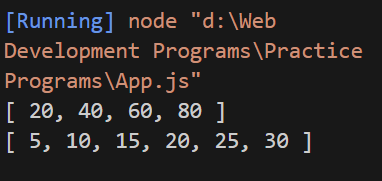 [Running] node "d:\Web
Development Programs\Practice
Programs\App.js"
[ 20, 40, 60, 80 ]
[ 5, 10, 15, 20, 25, 30 ]